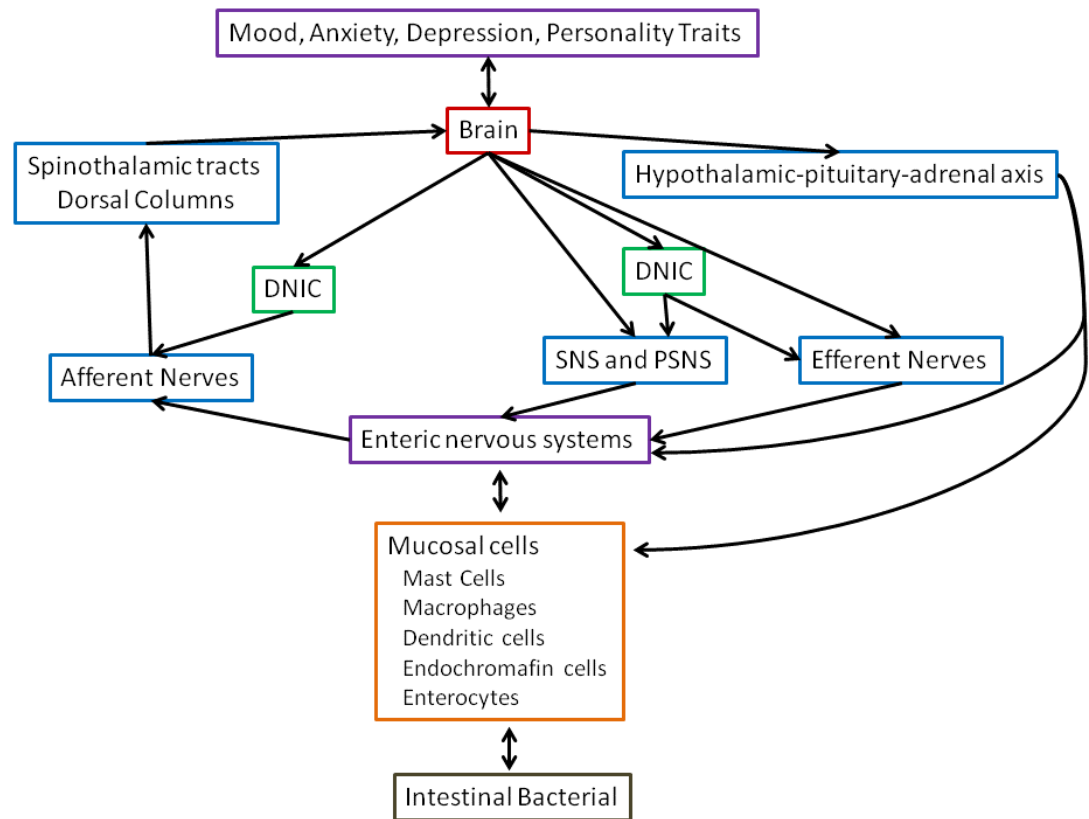 Mood, Anxiety, Depression, Personality Traits
Brain
Spinothalamic tracts
Dorsal Columns
Hypothalamic-pituitary-adrenal axis
DNIC
DNIC
Afferent Nerves
SNS and PSNS
Efferent Nerves
Enteric nervous systems
Mucosal cells
Mast Cells
Macrophages
Dendritic cells
Endochromafin cells
Enterocytes
Intestinal Bacterial